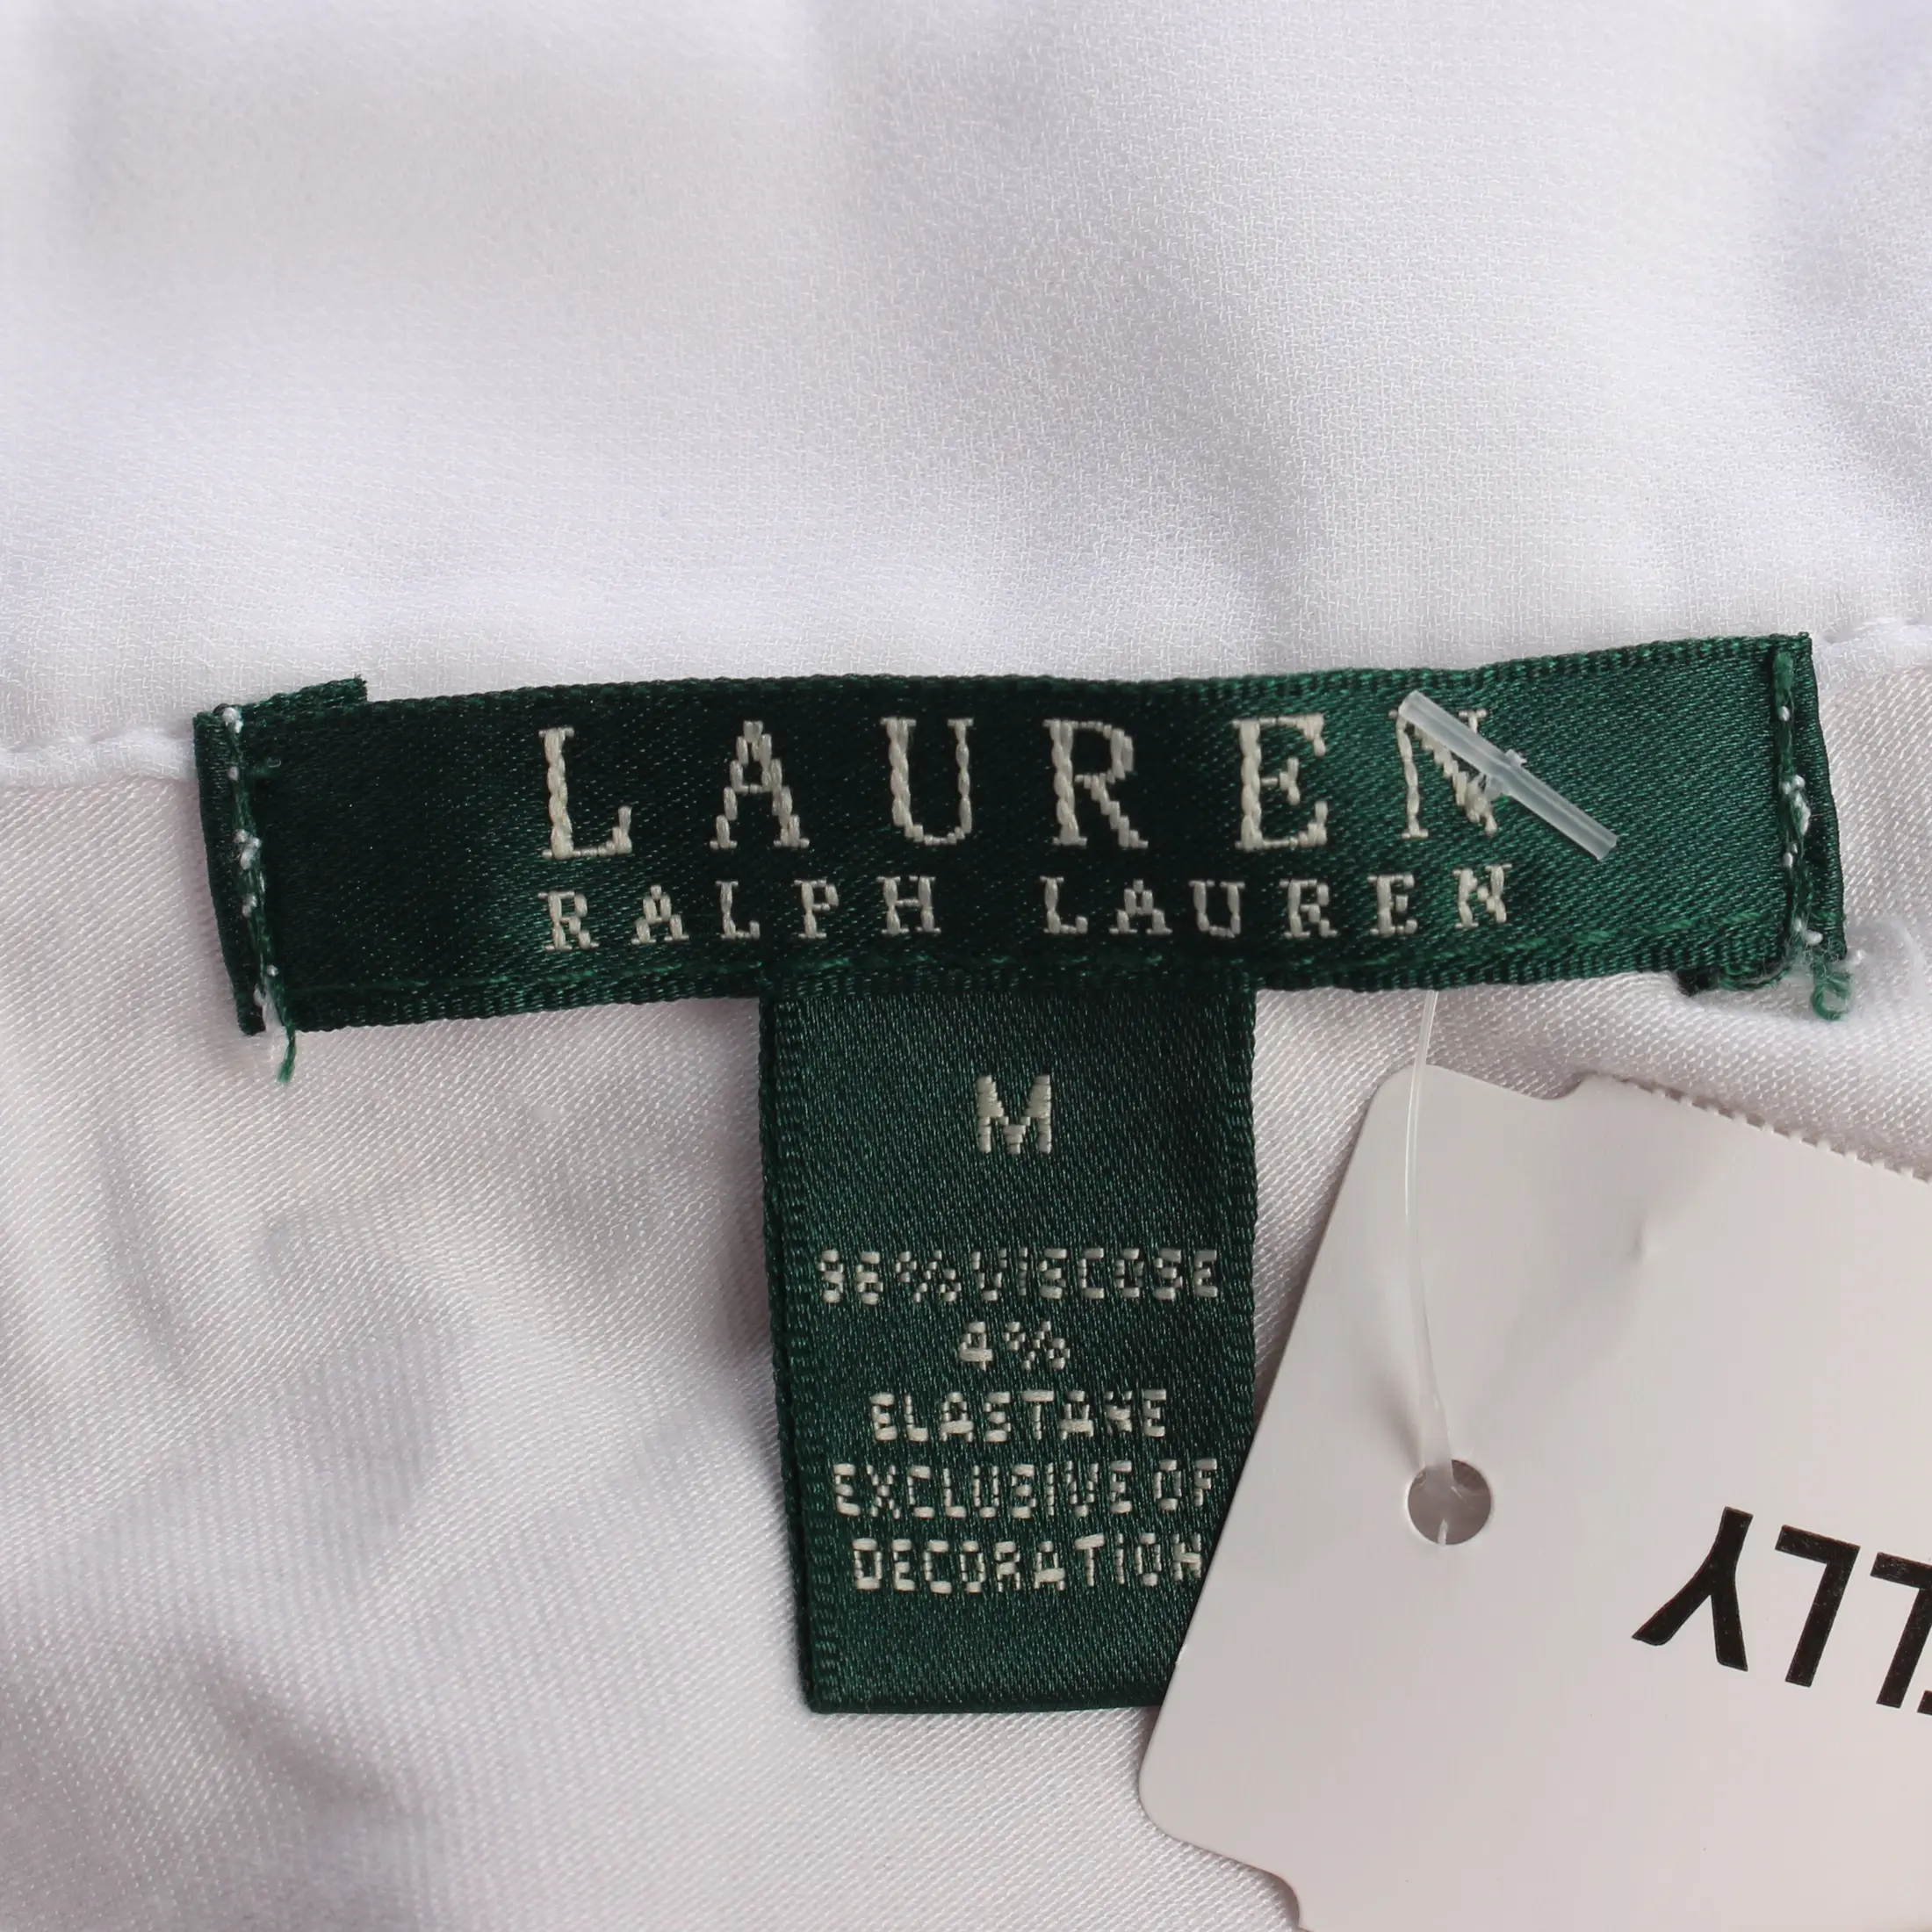 LAUREN
RALPH LAUREN
M
96% VISCOSE
4%
ELASTANE
EXCLUSIVE OF
DECORATION